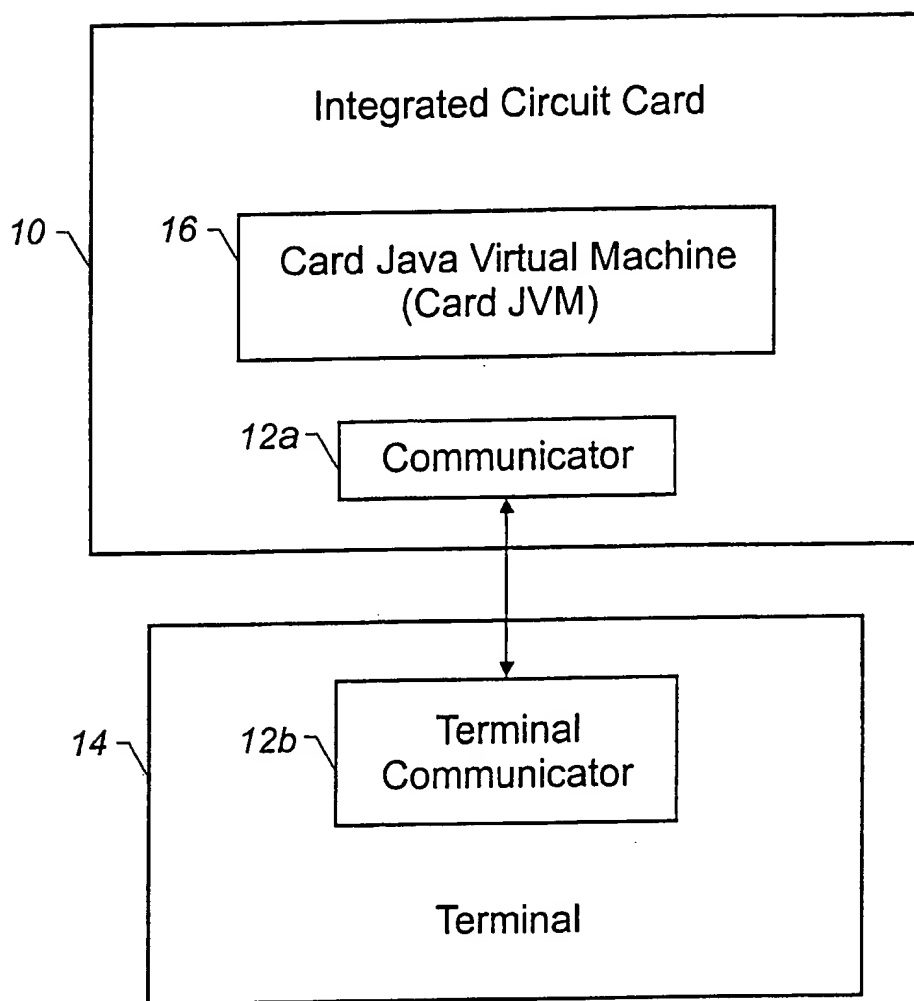 Integrated Circuit Card
10
16
Card Java Virtual Machine
(Card JVM)
12a
Communicator
14
12b
Terminal
Communicator
Terminal